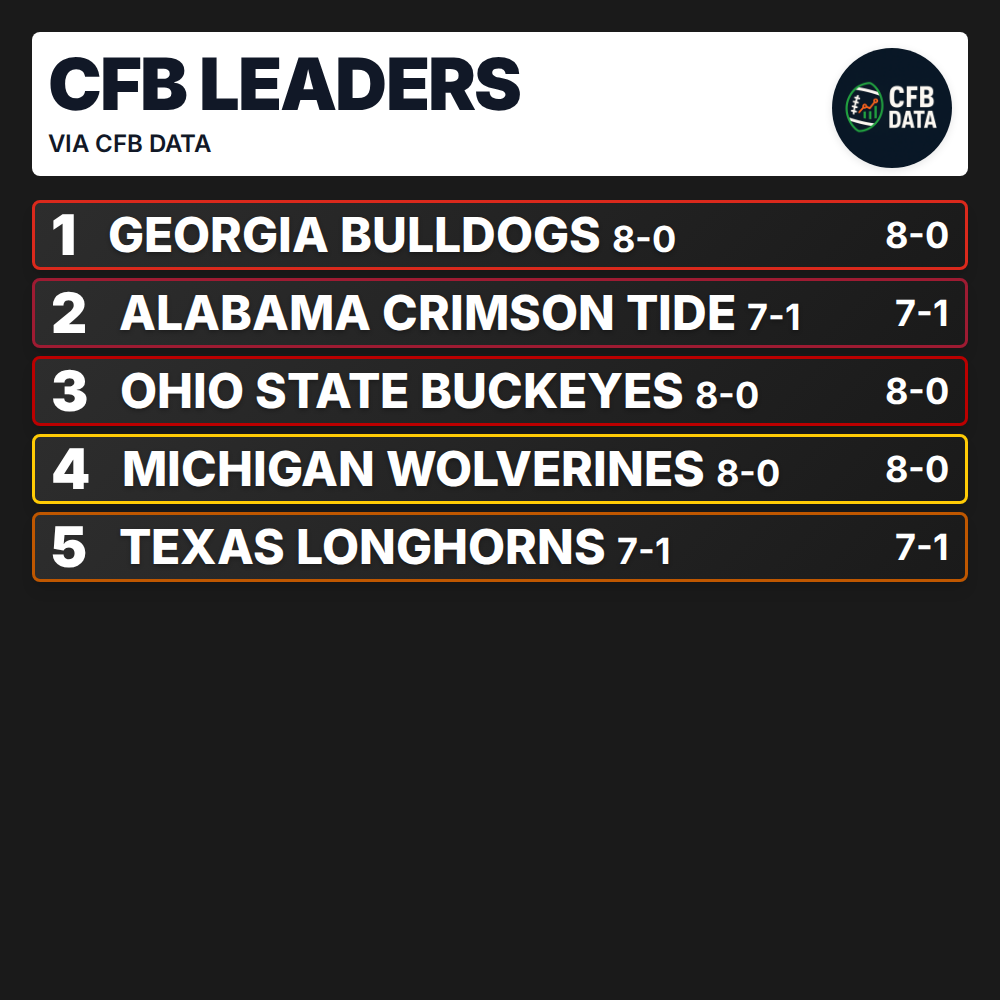 CFB LEADERS
VIA CFB DATA
CFB
DATA
1 GEORGIA BULLDOGS 8-0 8-0
2 ALABAMA CRIMSON TIDE 7-1 7-1
3 OHIO STATE BUCKEYES 8-0 8-0
4 MICHIGAN WOLVERINES 8-0 8-0
5 TEXAS LONGHORNS 7-1 7-1